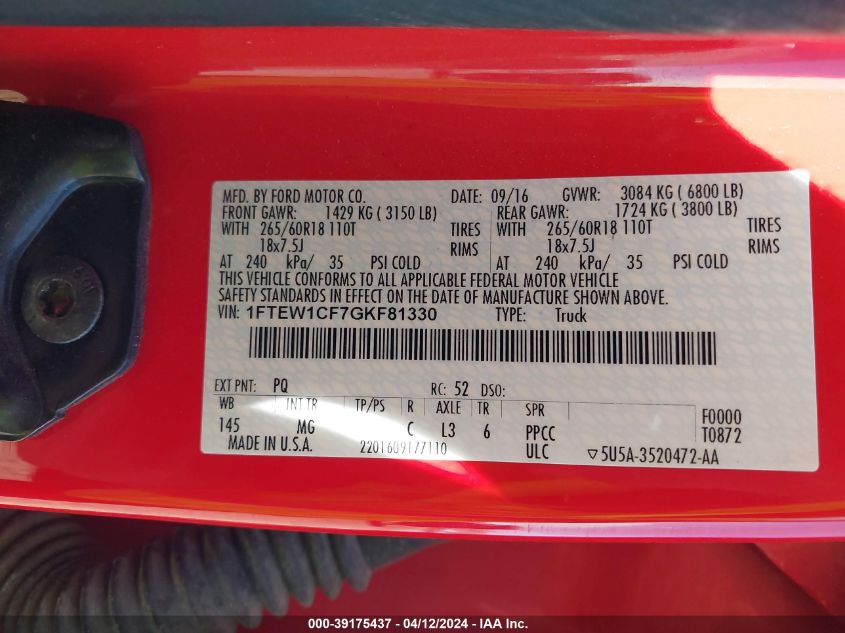 MFD. BY FORD MOTOR CO. DATE: 09/16 GVWR: 3084 KG ( 6800 LB)
FRONT GAWR: 1429 KG ( 3150 LB) REAR GAWR: 1724 KG ( 3800 LB)
WITH 265/60R18 110T TIRES WITH 265/60R18 110T TIRES
18x7.5J RIMS 18x7.5J RIMS
AT 240 kPa/ 35 PSI COLD AT 240 kPa/ 35 PSI COLD
THIS VEHICLE CONFORMS TO ALL APPLICABLE FEDERAL MOTOR VEHICLE
SAFETY STANDARDS IN EFFECT ON THE DATE OF MANUFACTURE SHOWN ABOVE.
VIN: 1FTEW1CF7GKF81330 TYPE: Truck
EXT PNT: PQ RC: 52 DSO:
WB INT TR TP/PS R AXLE TR SPR F0000
145 MG C L3 6 PPCC T0872
MADE IN U.S.A. 2201609177110 ULC 5U5A-3520472-AA
000-39175437 - 04/12/2024 - IAA Inc.